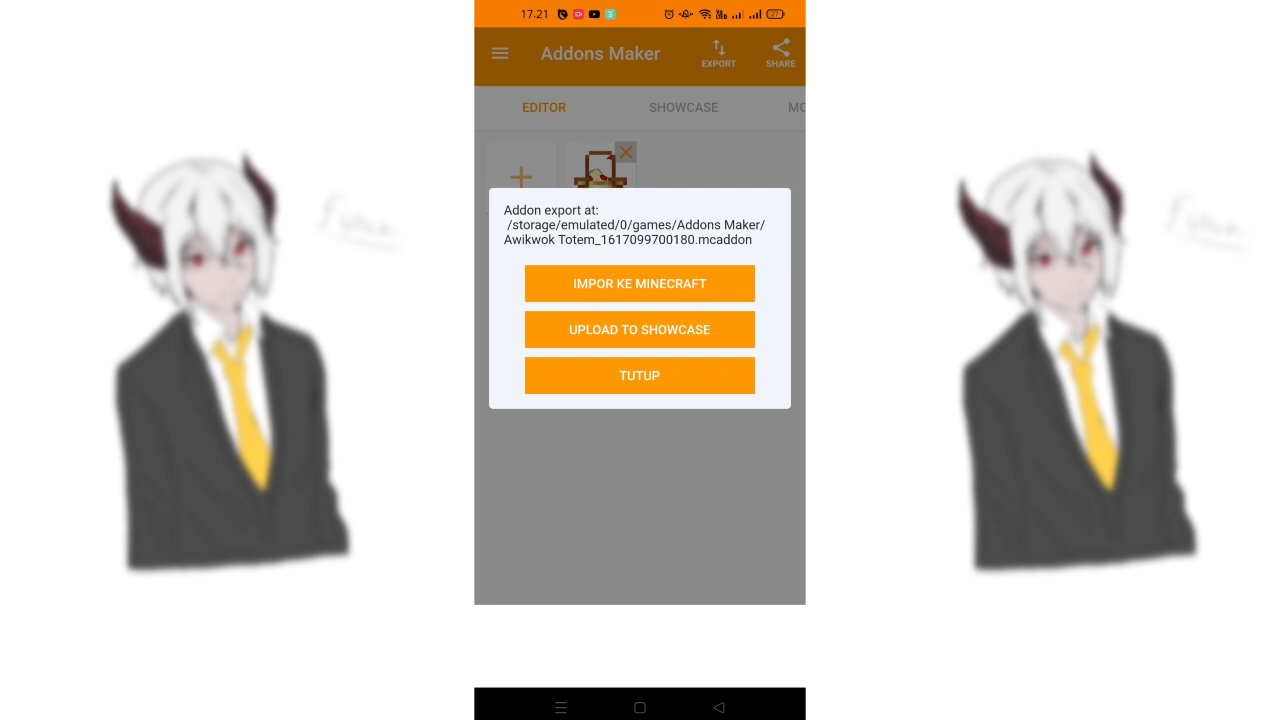 17.21
Addons Maker
EXPORT
SHARE
EDITOR
SHOWCASE
MO
Addon export at:
/storage/emulated/0/games/Addons Maker/
Awikwok Totem_1617099700180.mcaddon
IMPOR KE MINECRAFT
UPLOAD TO SHOWCASE
TUTUP